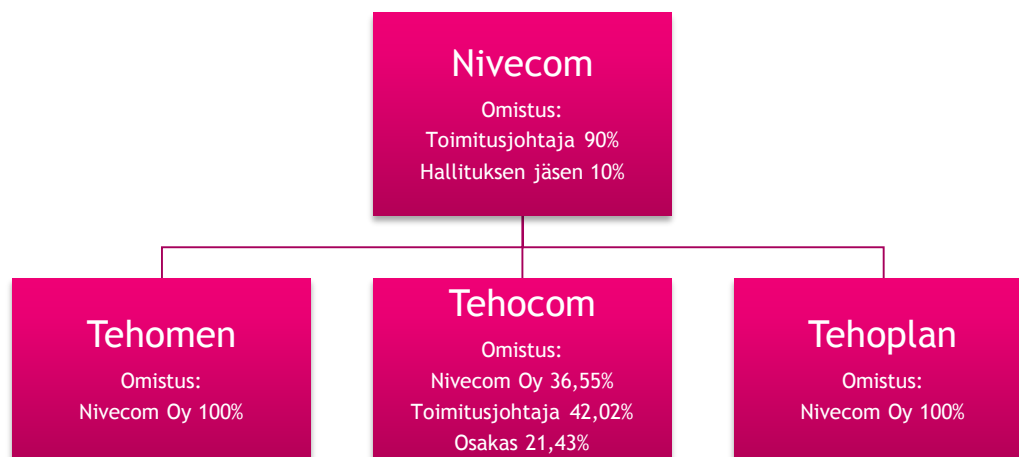 Nivecom
Omistus:
Toimitusjohtaja 90%
Hallituksen jäsen 10%
Tehomen
Omistus:
Nivecom Oy 100%
Tehocom
Omistus:
Nivecom Oy 36,55%
Toimitusjohtaja 42,02%
Osakas 21,43%
Tehoplan
Omistus:
Nivecom Oy 100%